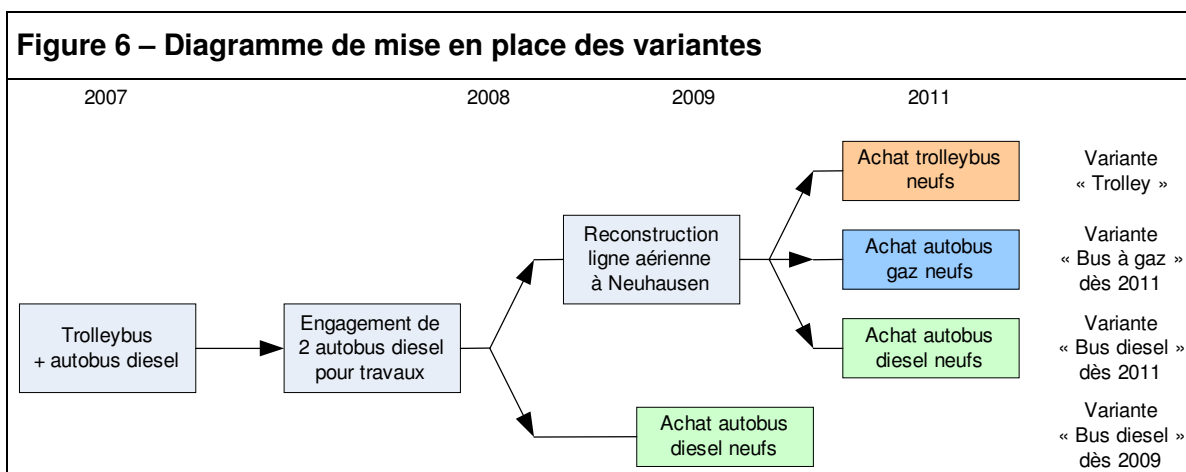 Figure 6 – Diagramme de mise en place des variantes
2007
2008
2009
2011
Trolleybus
+ autobus diesel
Engagement de
2 autobus diesel
pour travaux
Reconstruction
ligne aérienne
à Neuhausen
Achat autobus
diesel neufs
Achat trolleybus
neufs
Variante
« Trolley »
Achat autobus
gaz neufs
Variante
« Bus à gaz »
dès 2011
Achat autobus
diesel neufs
Variante
« Bus diesel »
dès 2011
Variante
« Bus diesel »
dès 2009